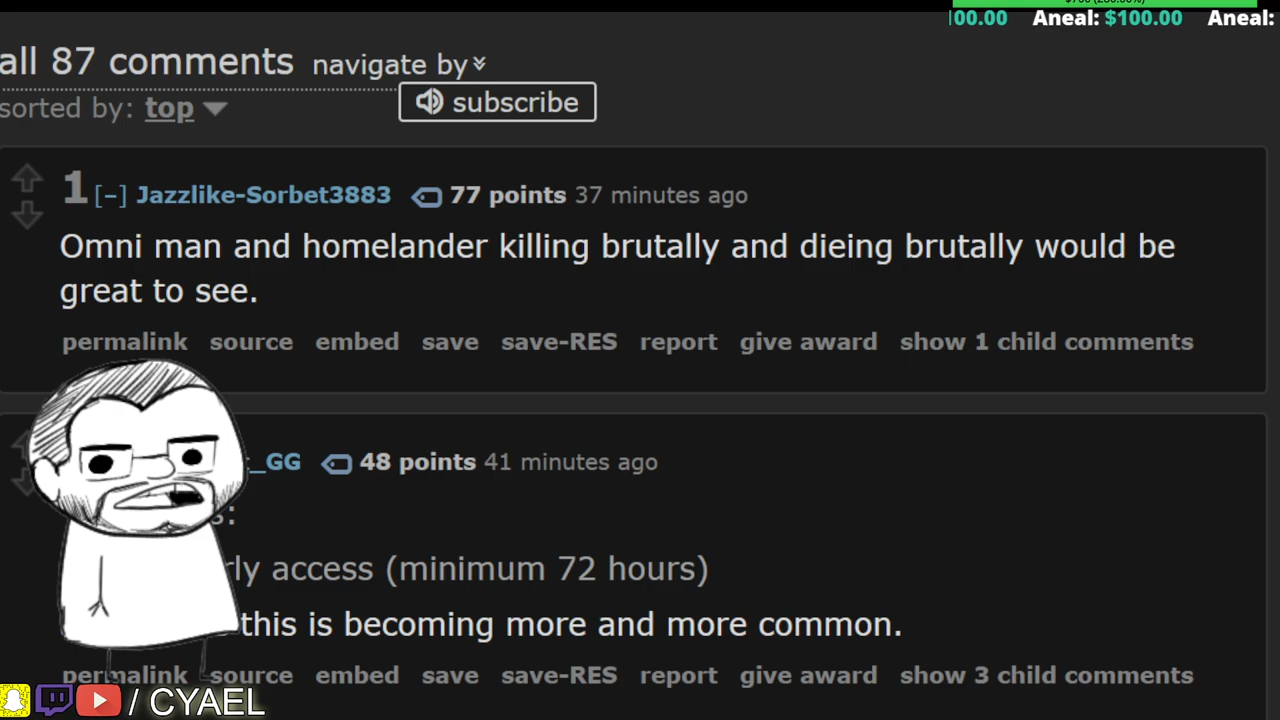 00.00 Aneal: $100.00 Aneal:
all 87 comments navigate by
sorted by: top
subscribe
1 [–] Jazzlike-Sorbet3883 77 points 37 minutes ago
Omni man and homelander killing brutally and dieing brutally would be
great to see.
permalink source embed save save-RES report give award show 1 child comments
_GG 48 points 41 minutes ago
s:
rly access (minimum 72 hours)
this is becoming more and more common.
permalink source embed save save-RES report give award show 3 child comments
/ CYAEL